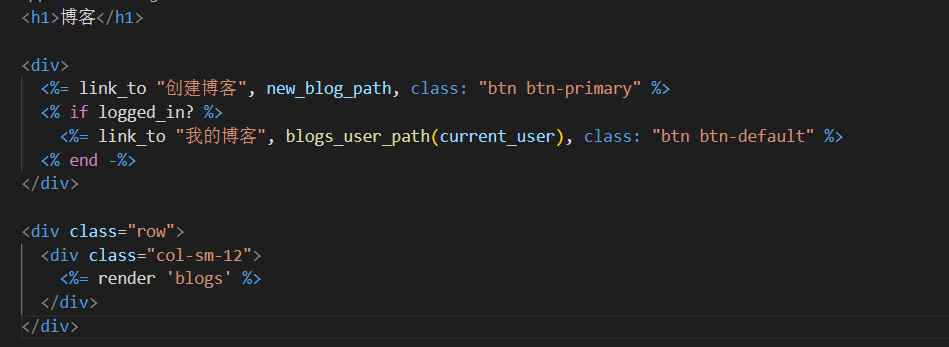 <h1>博客</h1>
<div>
<%= link_to "创建博客", new_blog_path, class: "btn btn-primary" %>
<% if logged_in? %>
<%= link_to "我的博客", blogs_user_path(current_user), class: "btn btn-default" %>
<% end -%>
</div>
<div class="row">
<div class="col-sm-12">
<%= render 'blogs' %>
</div>
</div>